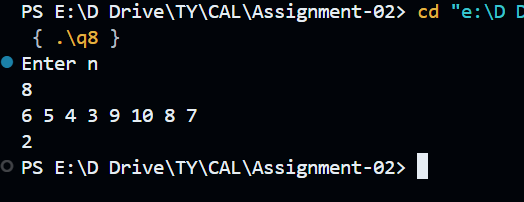 PS E:\D Drive\TY\CAL\Assignment-02> cd "e:\D D
{ .\q8 }
Enter n
8
6 5 4 3 9 10 8 7
2
PS E:\D Drive\TY\CAL\Assignment-02>